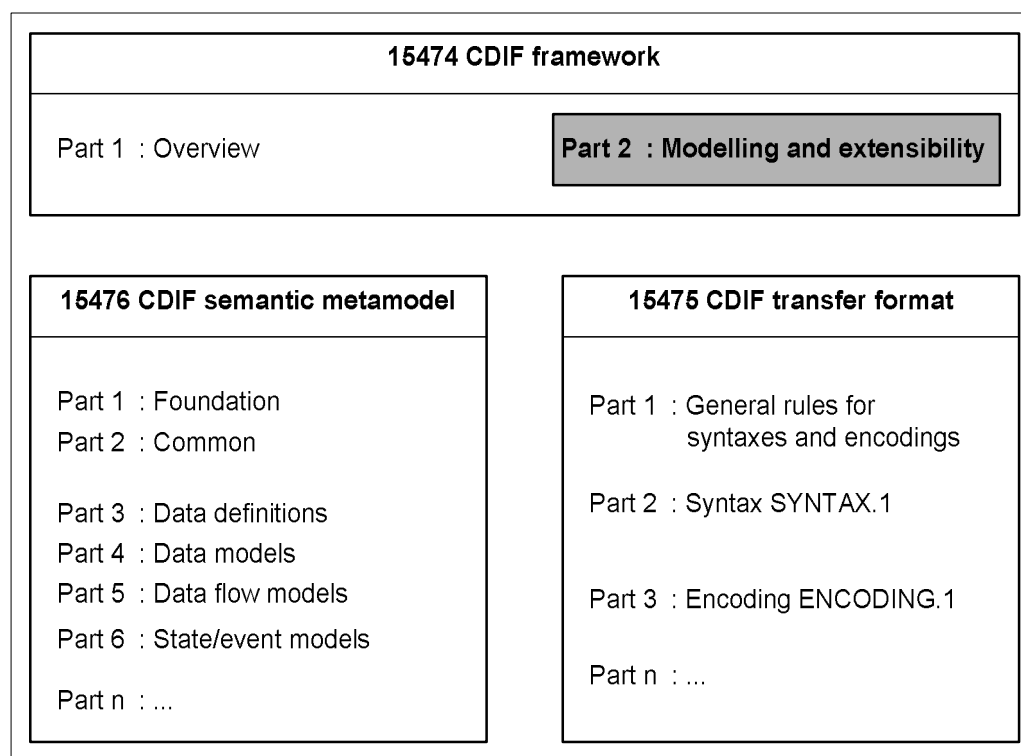 15474 CDIF framework
Part 1 : Overview
Part 2 : Modelling and extensibility
15476 CDIF semantic metamodel
Part 1 : Foundation
Part 2 : Common
Part 3 : Data definitions
Part 4 : Data models
Part 5 : Data flow models
Part 6 : State/event models
Part n : ...
15475 CDIF transfer format
Part 1 : General rules for
syntaxes and encodings
Part 2 : Syntax SYNTAX.1
Part 3 : Encoding ENCODING.1
Part n : ...